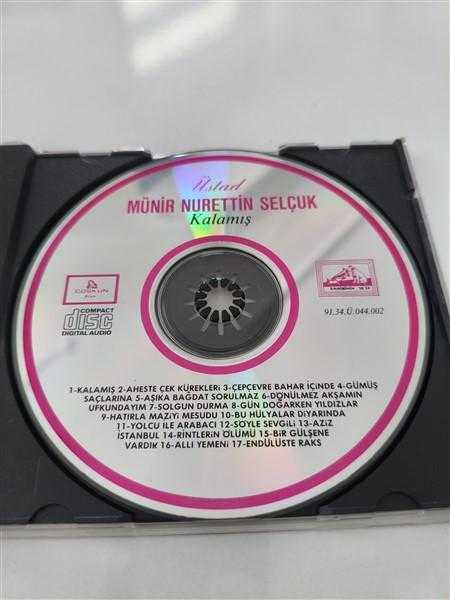 Üstad
MÜNİR NURETTİN SELÇUK
Kalamış
COŞKUN
COMPACT
disc
DIGITAL AUDIO
91.34.Ü.044.002
1-KALAMIŞ 2-AHESTE ÇEK KÜREKLERİ 3-ÇEPÇEVRE BAHAR İÇİNDE 4-GÜMÜŞ
SAÇLARINA 5-AŞIKA BAĞDAT SORULMAZ 6-DÖNÜLMEZ AKŞAMIN
UFKUNDAYIM 7-SOLGUN DURMA 8-GÜN DOĞARKEN YILDIZLAR
9-HATIRLA MAZİYİ MESUDU 10-BU HÜLYALAR DİYARINDA
11-YOLCU İLE ARABACI 12-SÖYLE SEVGİLİ 13-AZİZ
İSTANBUL 14-RİNTLERİN ÖLÜMÜ 15-BİR GÜLŞENE
VARDIK 16-ALLI YEMENİ 17-ENDÜLÜSTE RAKS